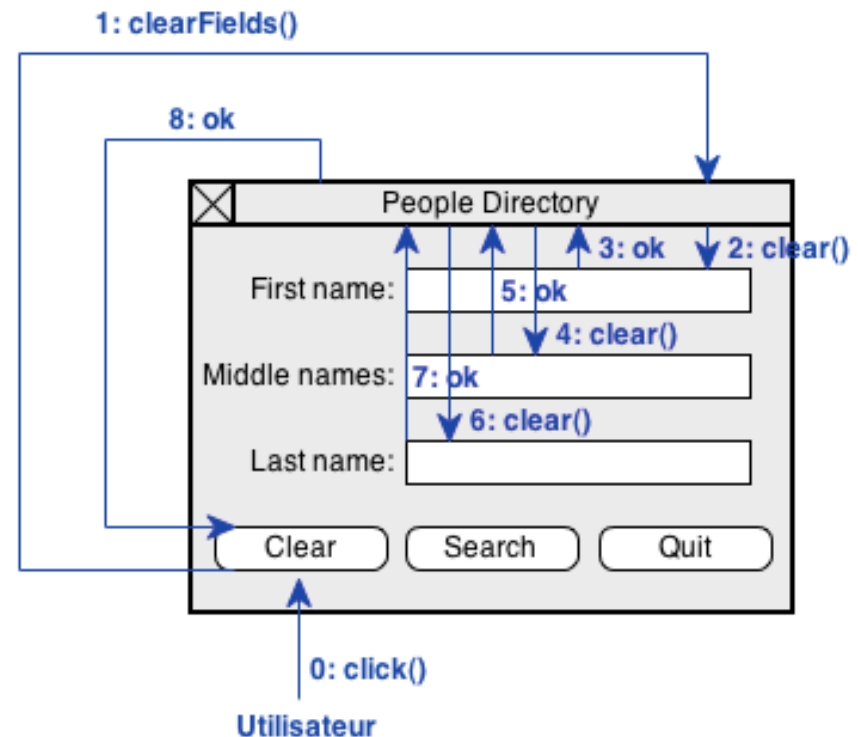 1: clearFields()
8: ok
People Directory
3: ok
2: clear()
First name:
5: ok
4: clear()
Middle names:
7: ok
6: clear()
Last name:
Clear
Search
Quit
0: click()
Utilisateur